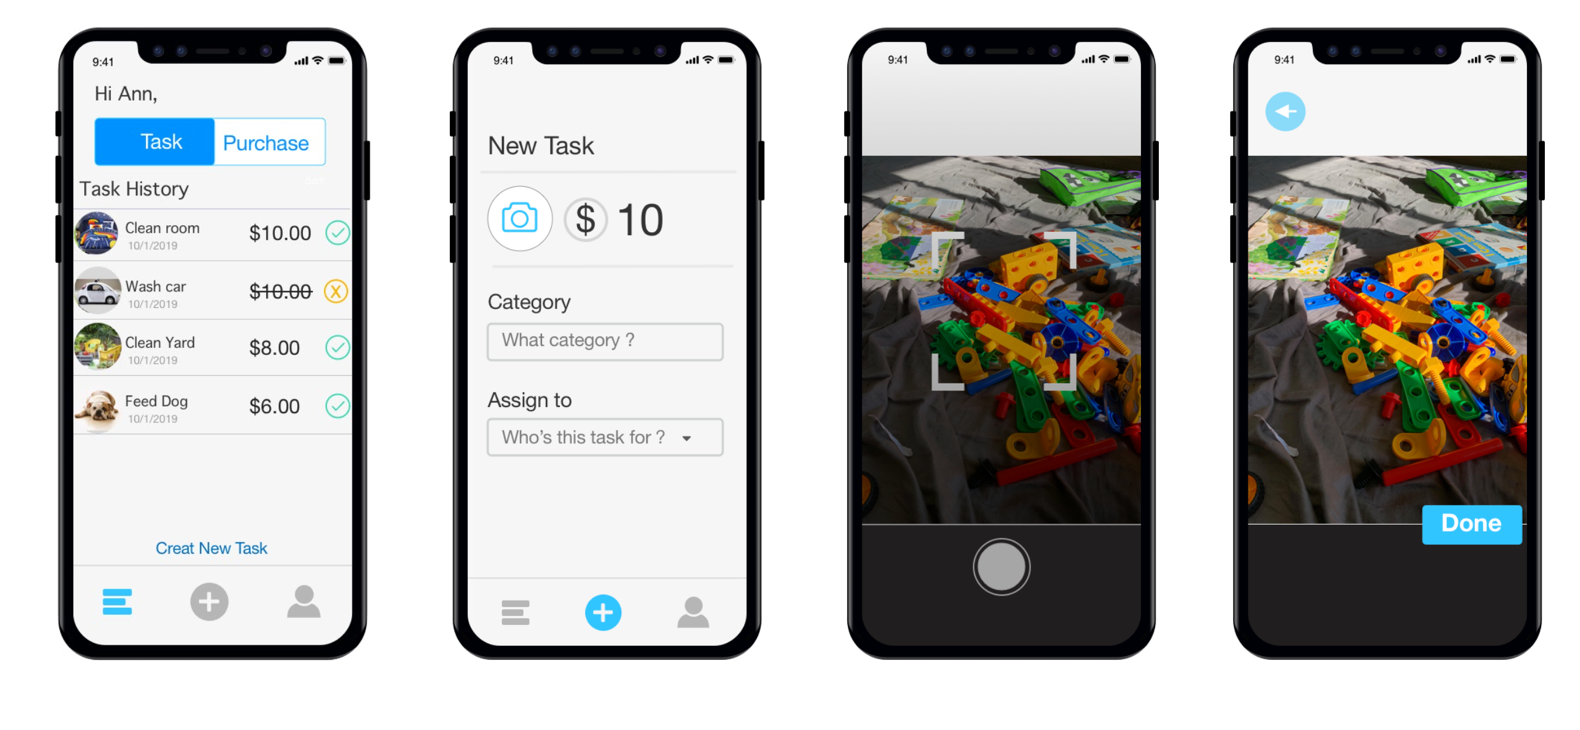 9:41
Hi Ann,
Task Purchase
Task History
Clean room $10.00
10/1/2019
Wash car $10.00 X
10/1/2019
Clean Yard $8.00
10/1/2019
Feed Dog $6.00
10/1/2019
Creat New Task
9:41
New Task
$ 10
Category
What category ?
Assign to
Who's this task for ?
9:41
9:41
Done